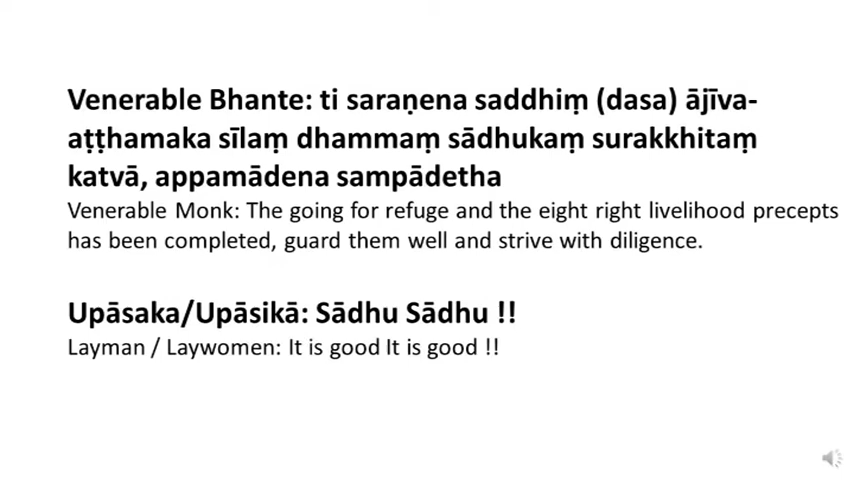 Venerable Bhante: ti saraṇena saddhiṃ (dasa) ājīva-
aṭṭhamaka sīlaṃ dhammaṃ sādhukaṃ surakkhitaṃ
katvā, appamādena sampādetha
Venerable Monk: The going for refuge and the eight right livelihood precepts
has been completed, guard them well and strive with diligence.
Upāsaka/Upāsikā: Sādhu Sādhu !!
Layman / Laywomen: It is good It is good !!